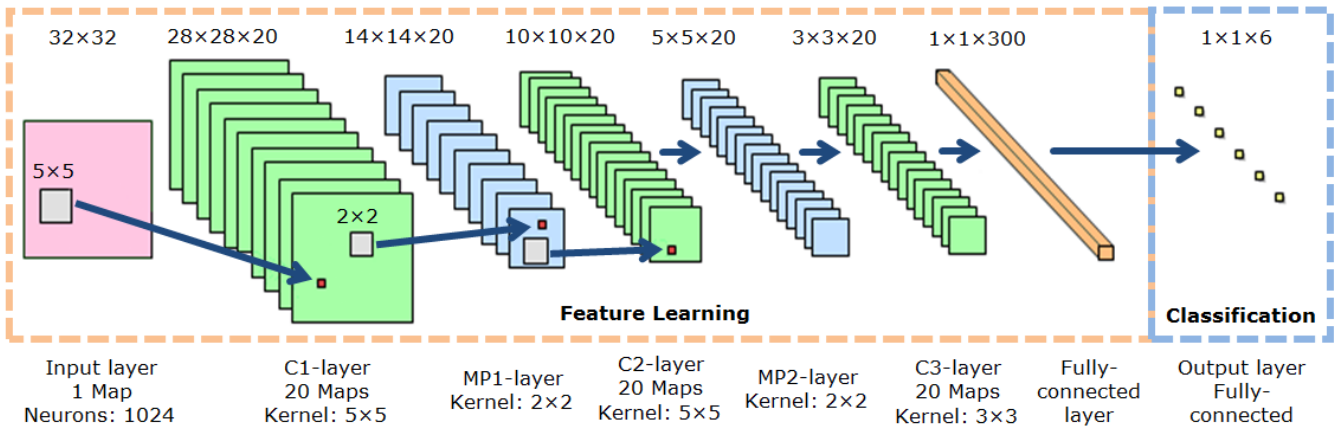 32×32
28×28×20
14×14×20
10×10×20
5×5×20
3×3×20
1×1×300
1×1×6
5×5
2×2
Feature Learning
Classification
Input layer
1 Map
Neurons: 1024
C1-layer
20 Maps
Kernel: 5×5
MP1-layer
Kernel: 2×2
C2-layer
20 Maps
Kernel: 5×5
MP2-layer
Kernel: 2×2
C3-layer
20 Maps
Kernel: 3×3
Fully-
connected
layer
Output layer
Fully-
connected